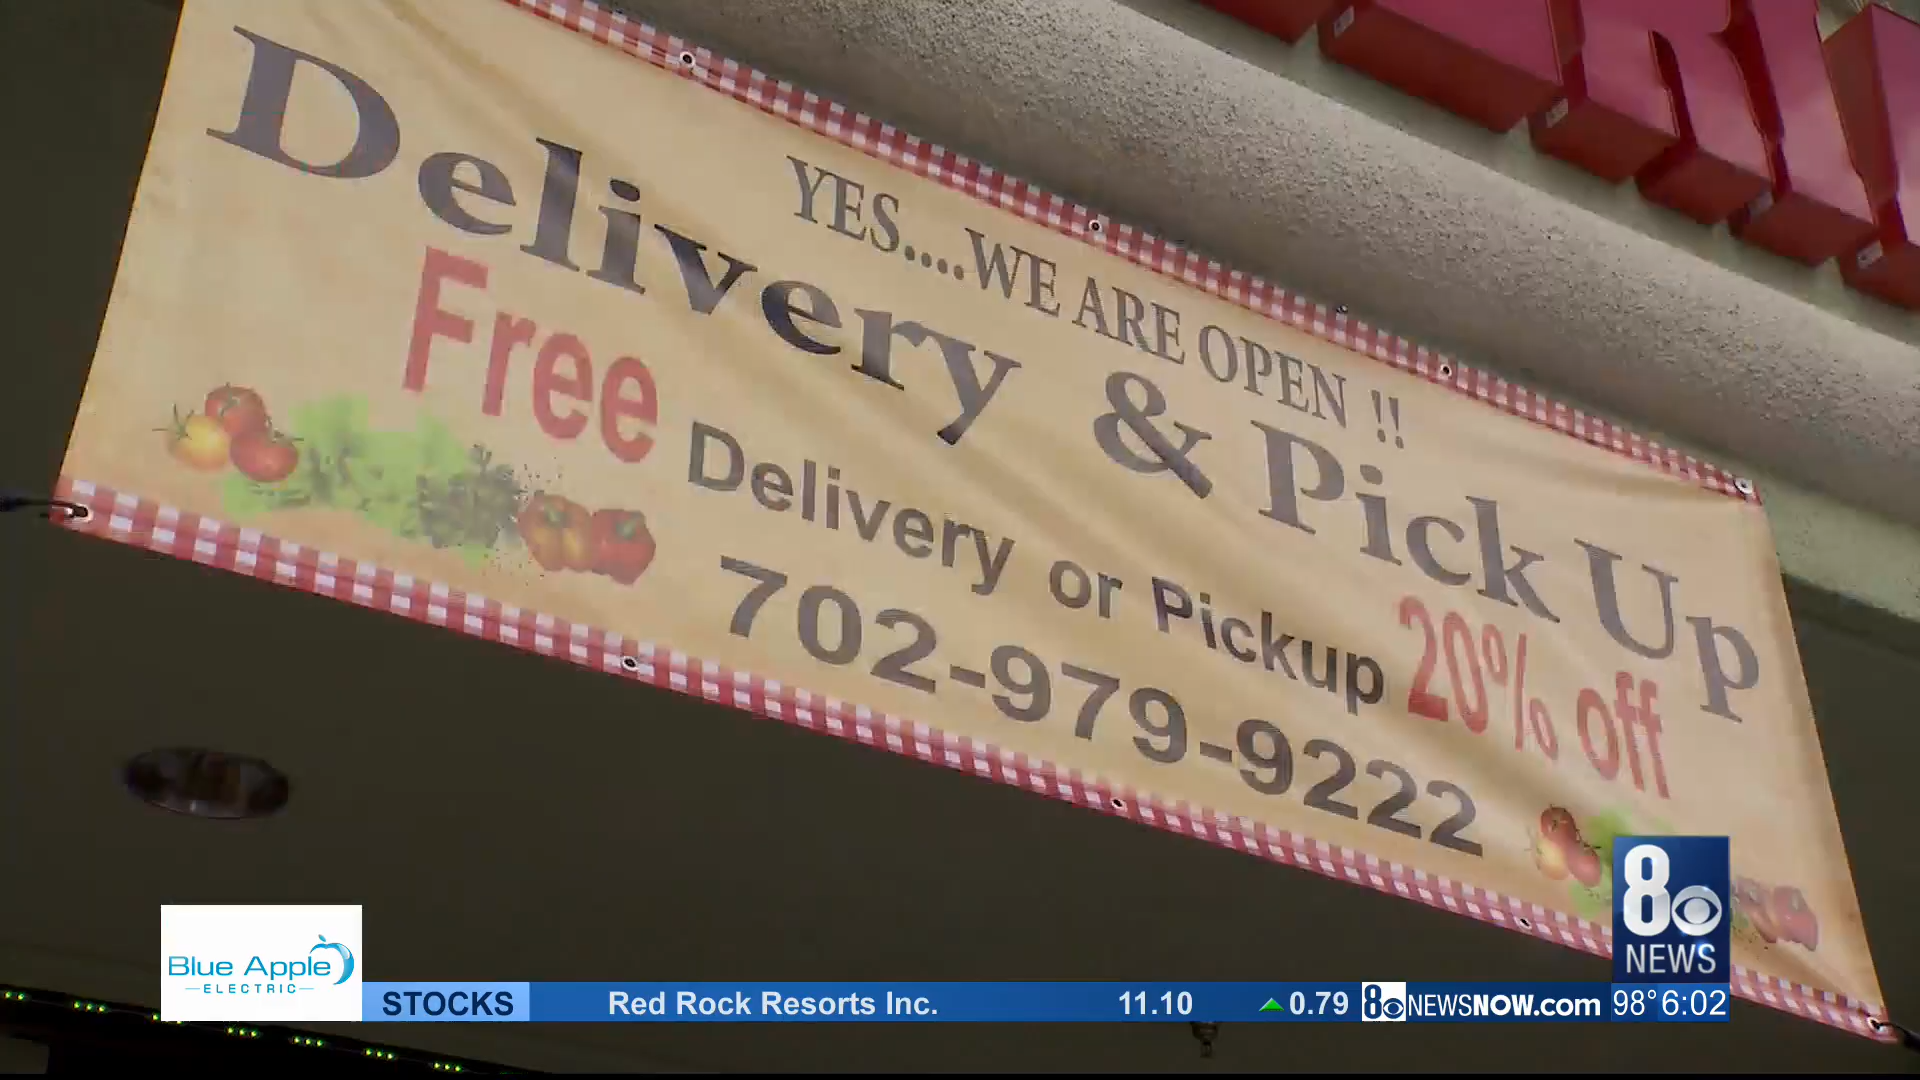 YES....WE ARE OPEN !!
Delivery & Pick Up
Free Delivery or Pickup 20% off
702-979-9222
8 NEWS
Blue Apple
ELECTRIC
STOCKS Red Rock Resorts Inc. 11.10 ▲0.79 8NEWSNOW.com 98° 6:02